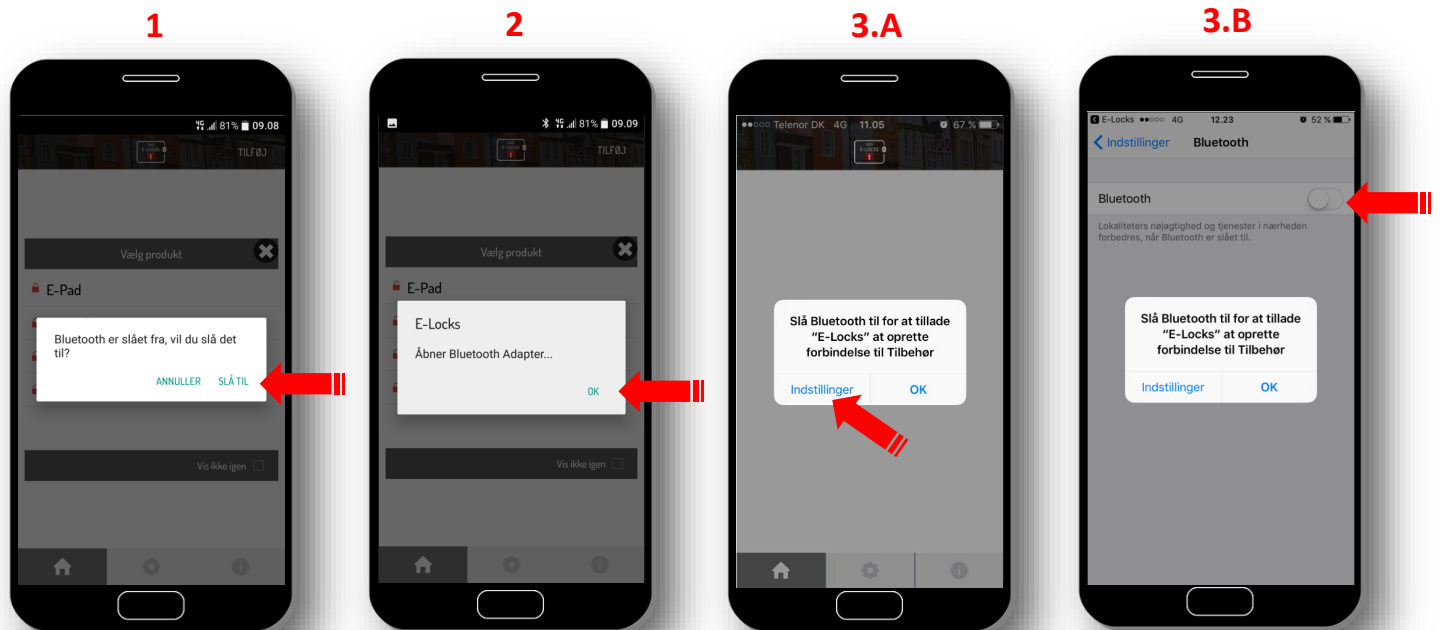 1
2
3.A
3.B
81% 09.08
TILFØJ
Vælg produkt
E-Pad
Bluetooth er slået fra, vil du slå det
til?
ANNULLER SLÅ TIL
Vis ikke igen
81% 09.09
TILFØJ
Vælg produkt
E-Pad
E-Locks
Åbner Bluetooth Adapter...
OK
Vis ikke igen
Telenor DK 4G 11.05 67 %
Slå Bluetooth til for at tillade
"E-Locks" at oprette
forbindelse til Tilbehør
Indstillinger OK
E-Locks 4G 12.23 52 %
Indstillinger Bluetooth
Bluetooth
Lokaliteters nøjagtighed og tjenester i nærheden
forbedres, når Bluetooth er slået til.
Slå Bluetooth til for at tillade
"E-Locks" at oprette
forbindelse til Tilbehør
Indstillinger OK